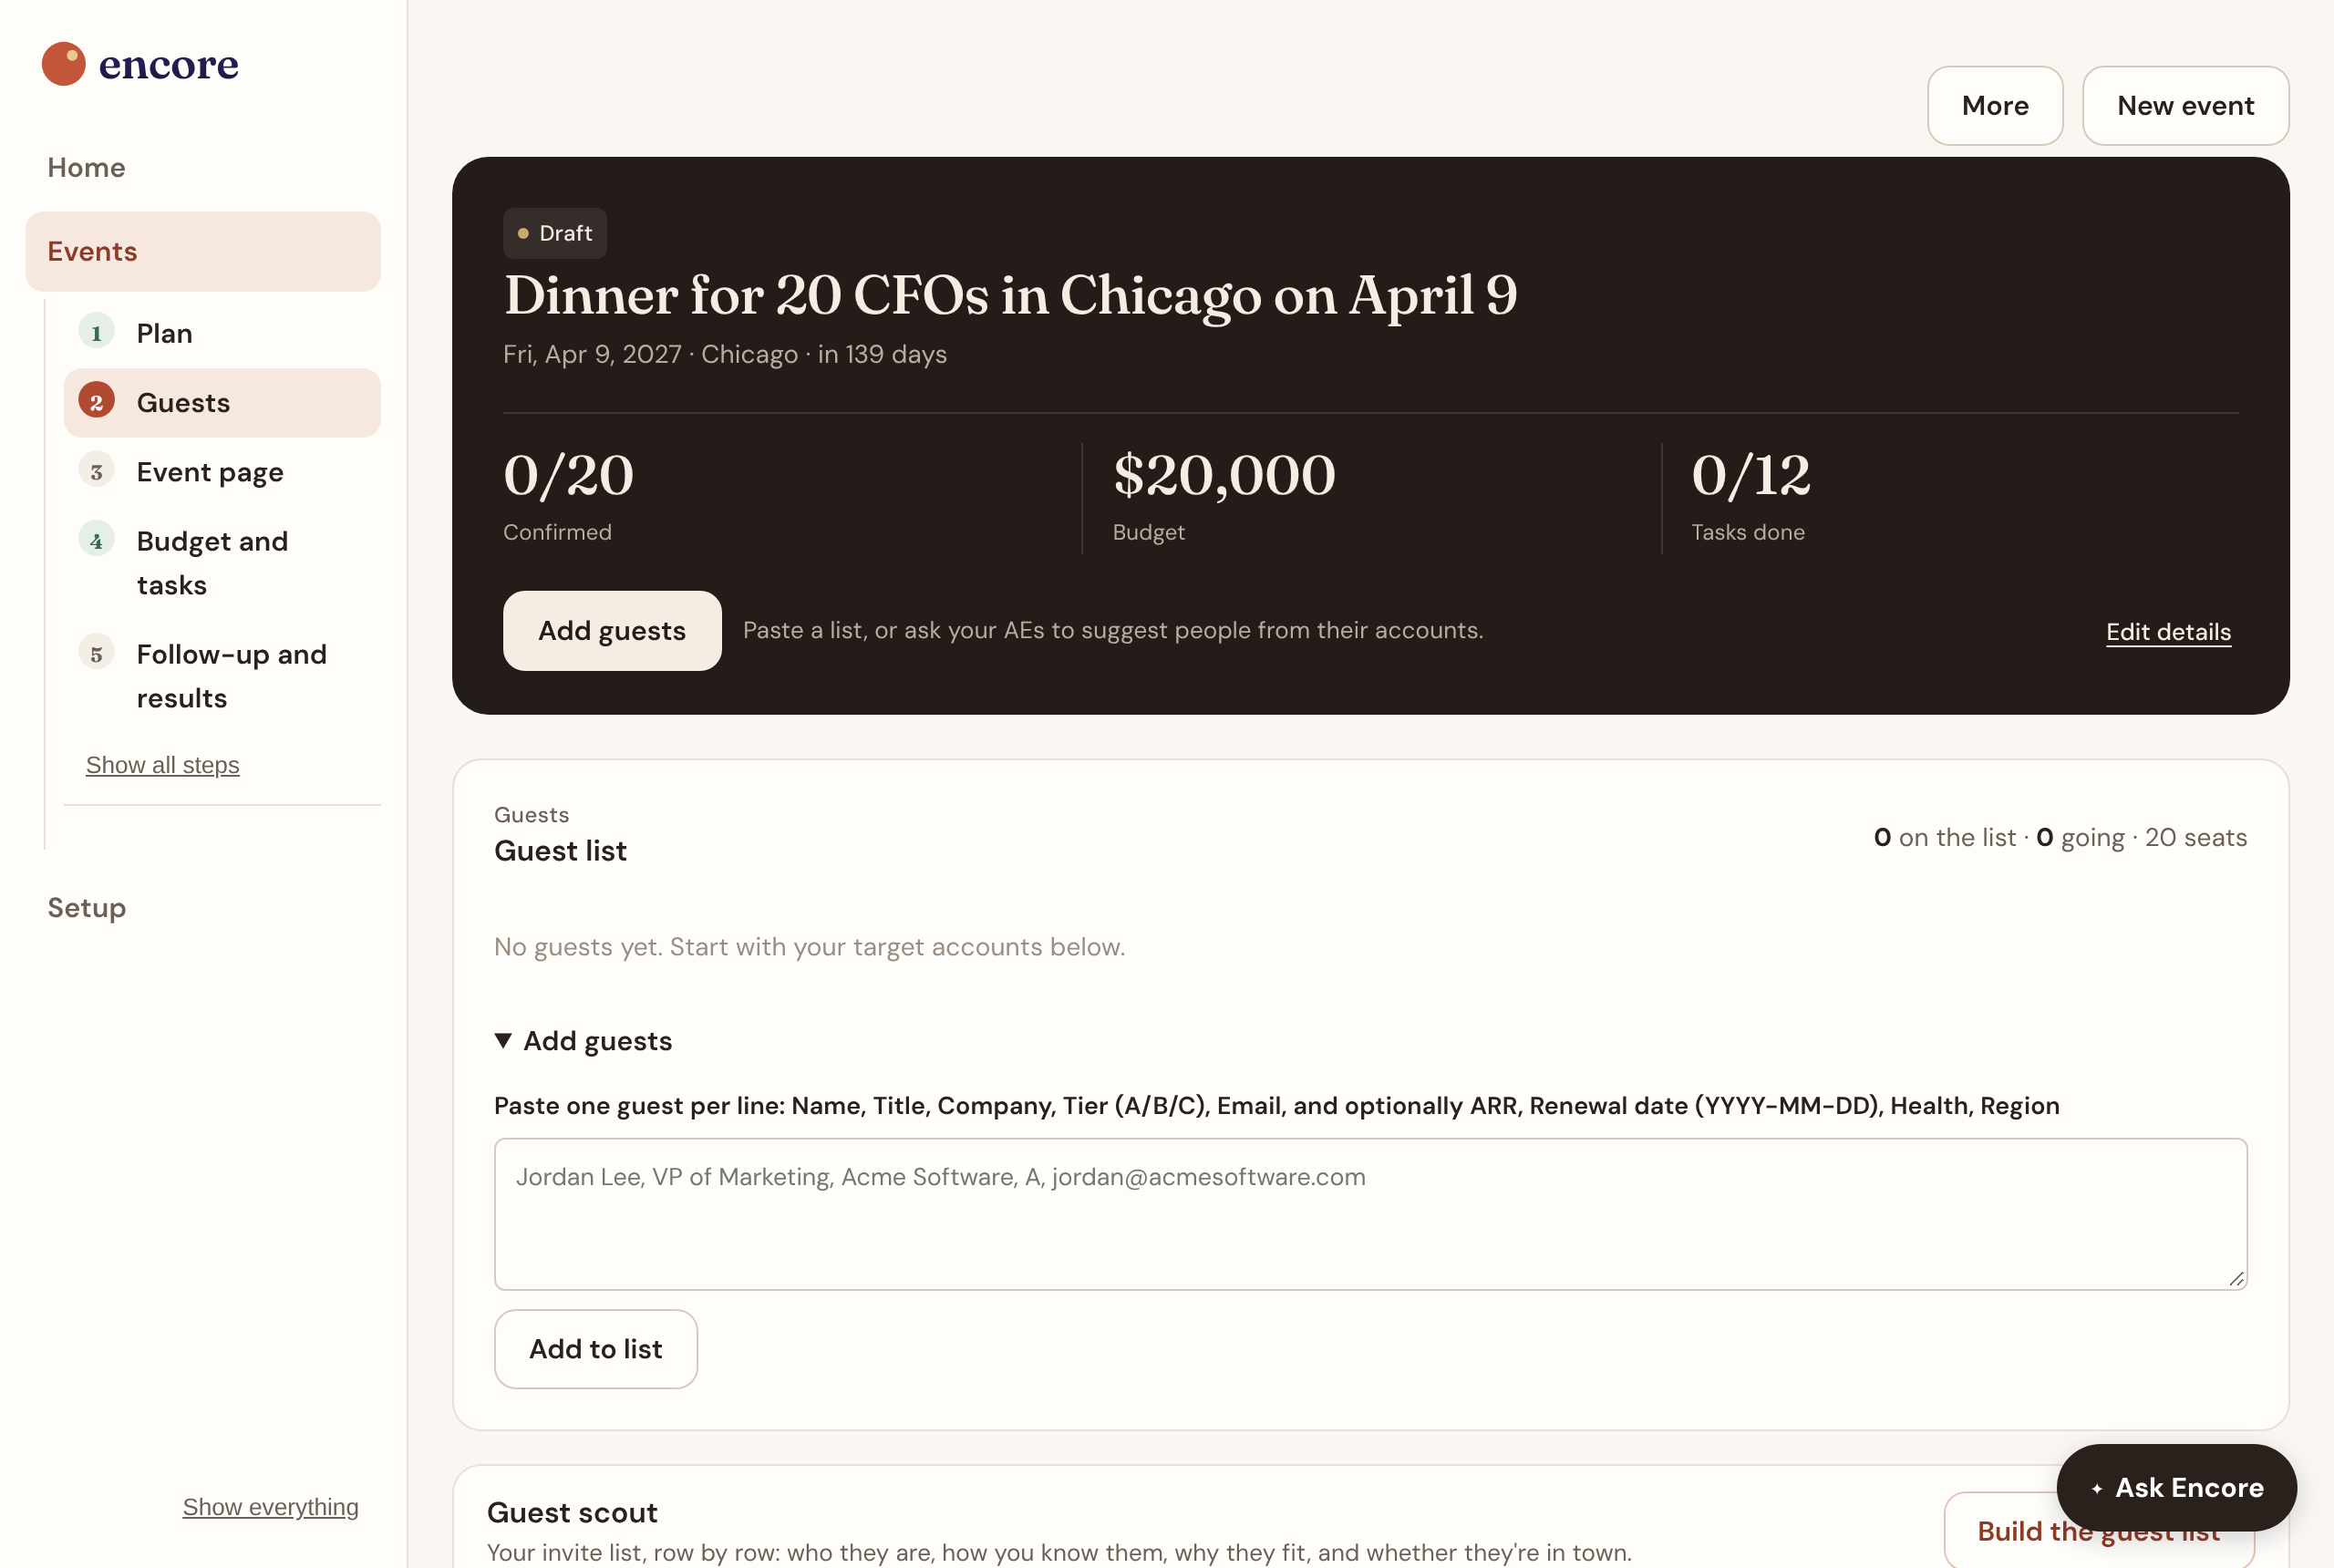 encore
Home
Events
1 Plan
2 Guests
3 Event page
4 Budget and
tasks
5 Follow-up and
results
Show all steps
Setup
Show everything
More
New event
Draft
Dinner for 20 CFOs in Chicago on April 9
Fri, Apr 9, 2027 · Chicago · in 139 days
0/20
Confirmed
$20,000
Budget
0/12
Tasks done
Add guests
Paste a list, or ask your AEs to suggest people from their accounts.
Edit details
Guests
Guest list
0 on the list · 0 going · 20 seats
No guests yet. Start with your target accounts below.
▼ Add guests
Paste one guest per line: Name, Title, Company, Tier (A/B/C), Email, and optionally ARR, Renewal date (YYYY-MM-DD), Health, Region
Jordan Lee, VP of Marketing, Acme Software, A, jordan@acmesoftware.com
Add to list
Guest scout
Your invite list, row by row: who they are, how you know them, why they fit, and whether they're in town.
✦ Ask Encore
Build the guest list